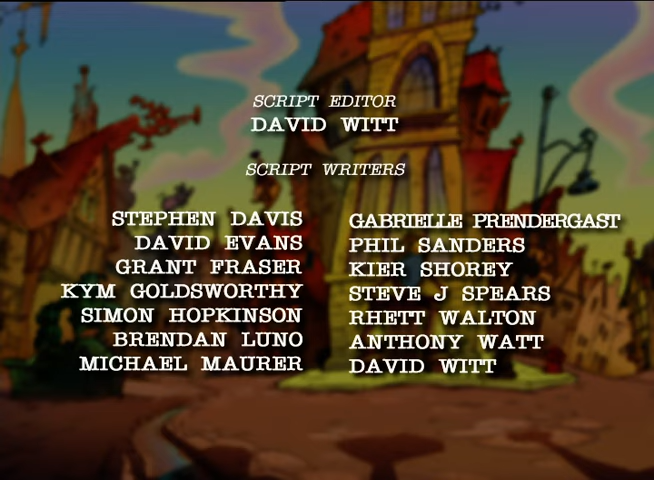 SCRIPT EDITOR
DAVID WITT
SCRIPT WRITERS
STEPHEN DAVIS
DAVID EVANS
GRANT FRASER
KYM GOLDSWORTHY
SIMON HOPKINSON
BRENDAN LUNO
MICHAEL MAURER
GABRIELLE PRENDERGAST
PHIL SANDERS
KIER SHOREY
STEVE J SPEARS
RHETT WALTON
ANTHONY WATT
DAVID WITT